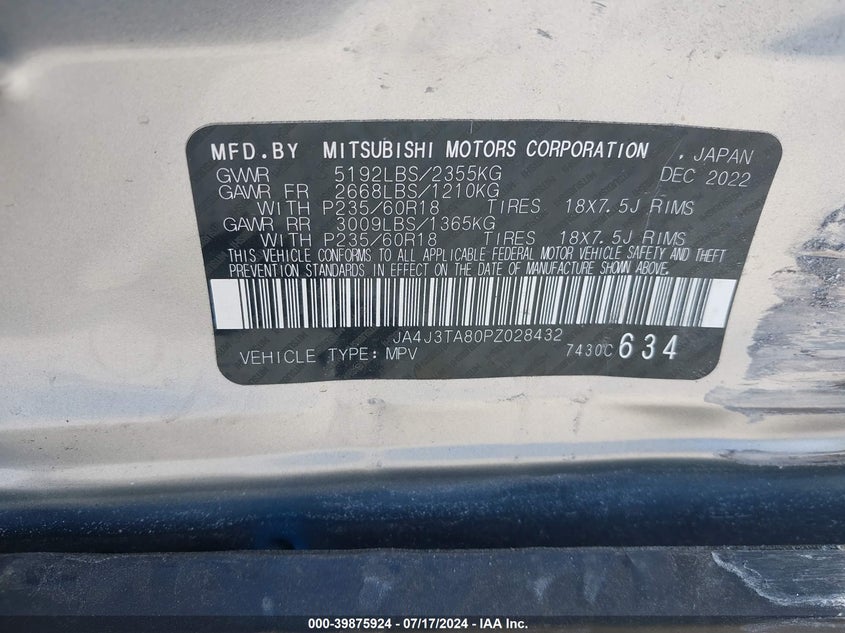 MFD.BY MITSUBISHI MOTORS CORPORATION , JAPAN
GVWR 5192LBS/2355KG DEC 2022
GAWR FR 2668LBS/1210KG
WITH P235/60R18 TIRES 18X7.5J RIMS
GAWR RR 3009LBS/1365KG
WITH P235/60R18 TIRES 18X7.5J RIMS
THIS VEHICLE CONFORMS TO ALL APPLICABLE FEDERAL MOTOR VEHICLE SAFETY AND THEFT
PREVENTION STANDARDS IN EFFECT ON THE DATE OF MANUFACTURE SHOWN ABOVE.
JA4J3TA80PZ028432
VEHICLE TYPE: MPV 7430C 634
000-39875924 / 07/17/2024 - IAA Inc.